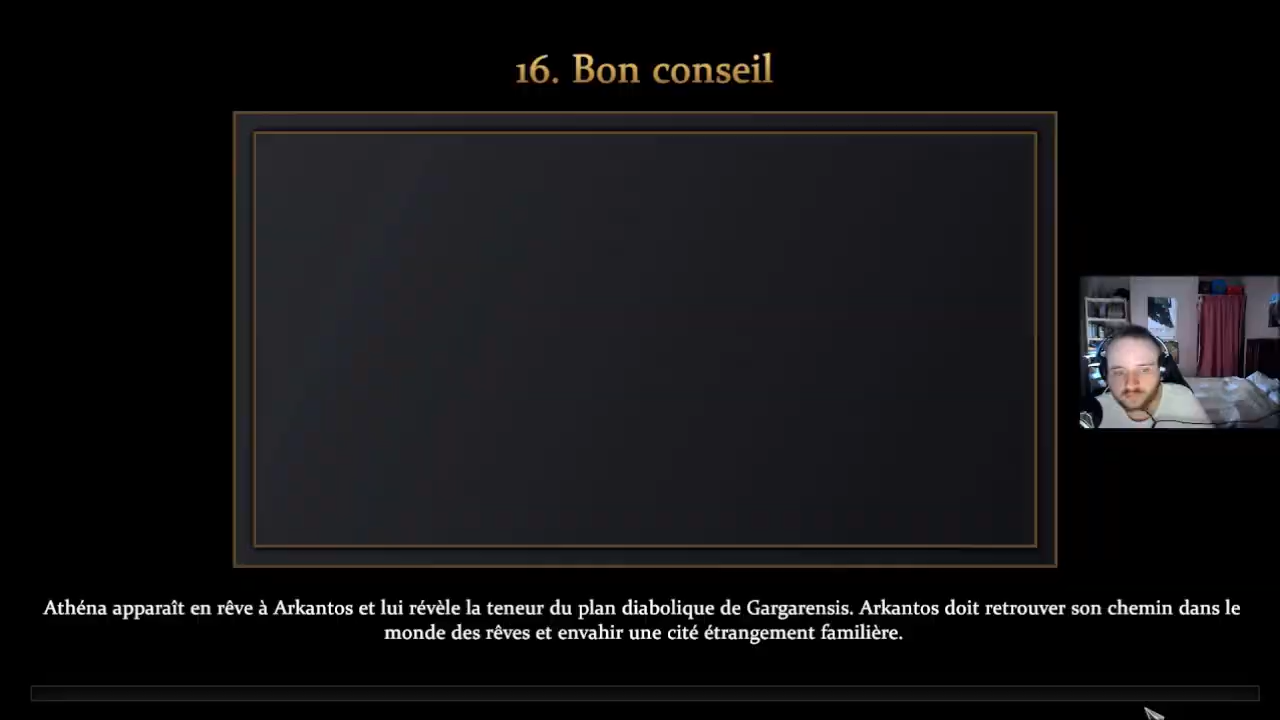 16. Bon conseil
Athéna apparaît en rêve à Arkantos et lui révèle la teneur du plan diabolique de Gargarensis. Arkantos doit retrouver son chemin dans le
monde des rêves et envahir une cité étrangement familière.